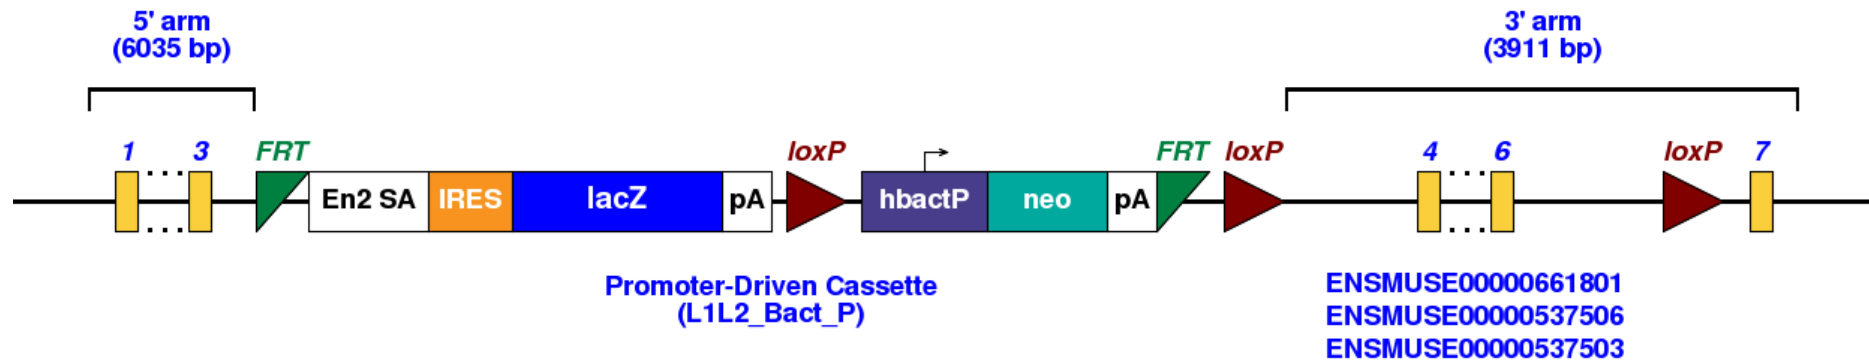 5' arm
(6035 bp)
3' arm
(3911 bp)
1 ... 3 FRT loxP FRT loxP 4 ... 6 loxP 7
En2 SA IRES lacZ pA hbactP neo pA
... ...
Promoter-Driven Cassette
(L1L2_Bact_P)
ENSMUSE00000661801
ENSMUSE00000537506
ENSMUSE00000537503